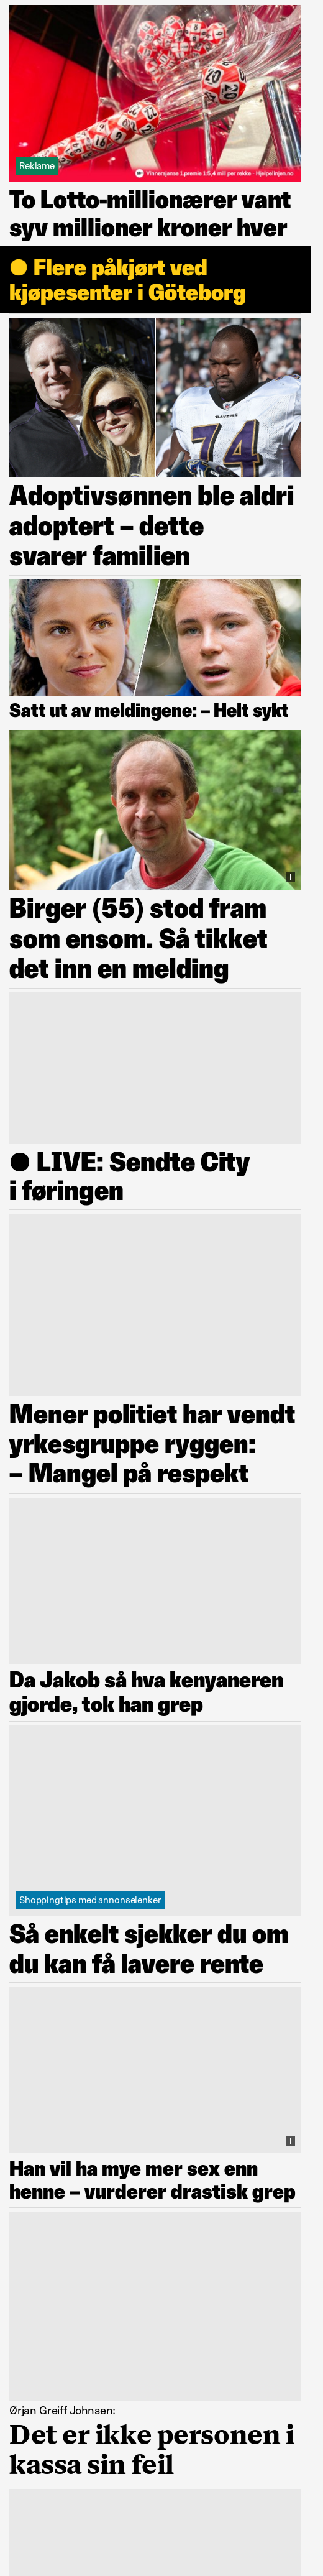 Reklame
Vinnersjanse 1.premie 1:5,4 mill per rekke - Hjelpelinjen.no
To Lotto-millionærer vant
syv millioner kroner hver
● Flere påkjørt ved
kjøpesenter i Göteborg
RAVENS
74
Adoptivsønnen ble aldri
adoptert – dette
svarer familien
Satt ut av meldingene: – Helt sykt
Birger (55) stod fram
som ensom. Så tikket
det inn en melding
● LIVE: Sendte City
i føringen
Mener politiet har vendt
yrkesgruppe ryggen:
– Mangel på respekt
Da Jakob så hva kenyaneren
gjorde, tok han grep
Shoppingtips med annonselenker
Så enkelt sjekker du om
du kan få lavere rente
Han vil ha mye mer sex enn
henne – vurderer drastisk grep
Ørjan Greiff Johnsen:
Det er ikke personen i
kassa sin feil